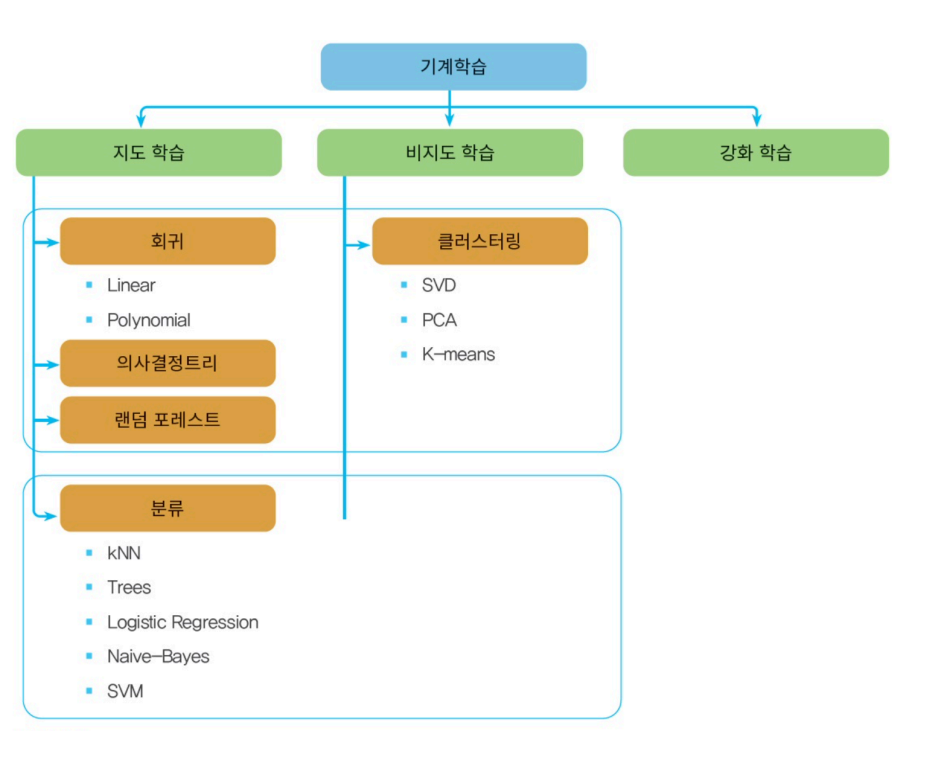 기계학습
지도 학습
비지도 학습
강화 학습
회귀
Linear
Polynomial
의사결정트리
랜덤 포레스트
클러스터링
SVD
PCA
K-means
분류
kNN
Trees
Logistic Regression
Naive-Bayes
SVM